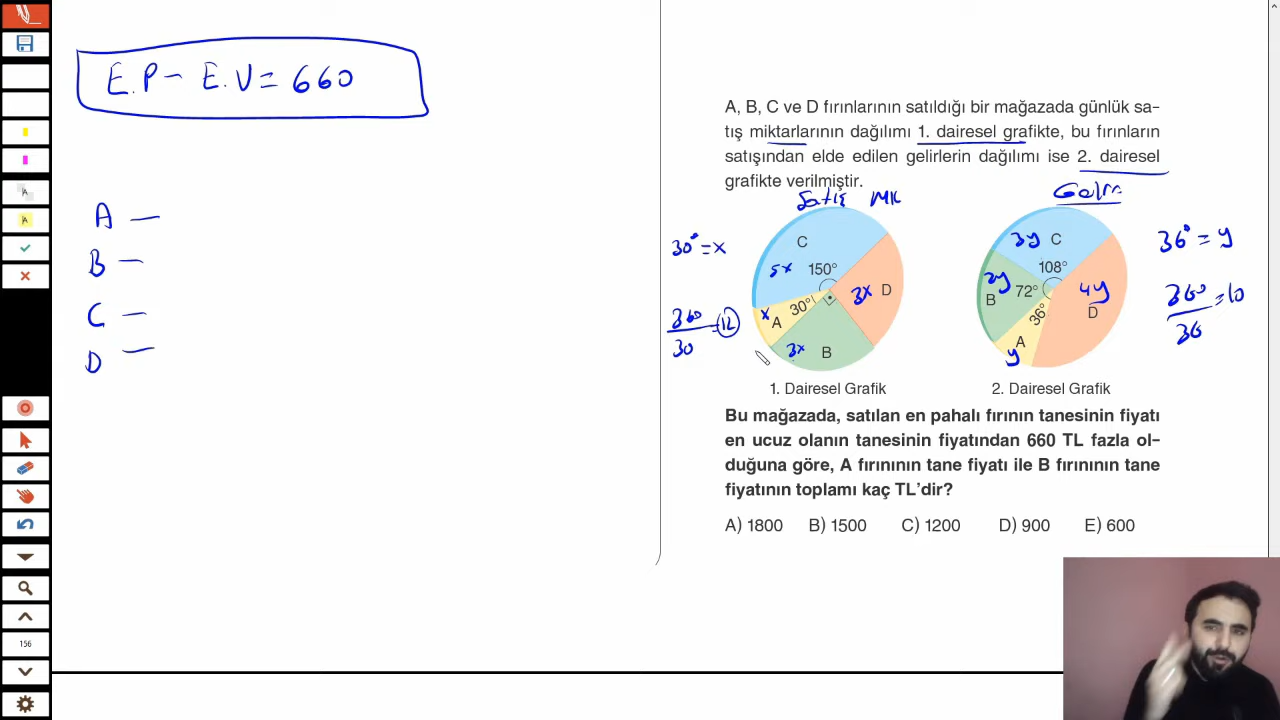 E.P - E.U = 660
A —
B —
C —
D —
A, B, C ve D fırınlarının satıldığı bir mağazada günlük sa-
tış miktarlarının dağılımı 1. dairesel grafikte, bu fırınların
satışından elde edilen gelirlerin dağılımı ise 2. dairesel
grafikte verilmiştir.
Satış Mik
30° = x
360/30 = 12
C
5x
150°
D
3x
x
A
30°
3x
B
1. Dairesel Grafik
3y
C
108°
2y
B
72°
4y
D
36°
A
y
36° = y
360/36 = 10
2. Dairesel Grafik
Bu mağazada, satılan en pahalı fırının tanesinin fiyatı
en ucuz olanın tanesinin fiyatından 660 TL fazla ol-
duğuna göre, A fırınının tane fiyatı ile B fırınının tane
fiyatının toplamı kaç TL'dir?
A) 1800 B) 1500 C) 1200 D) 900 E) 600
A
A
156